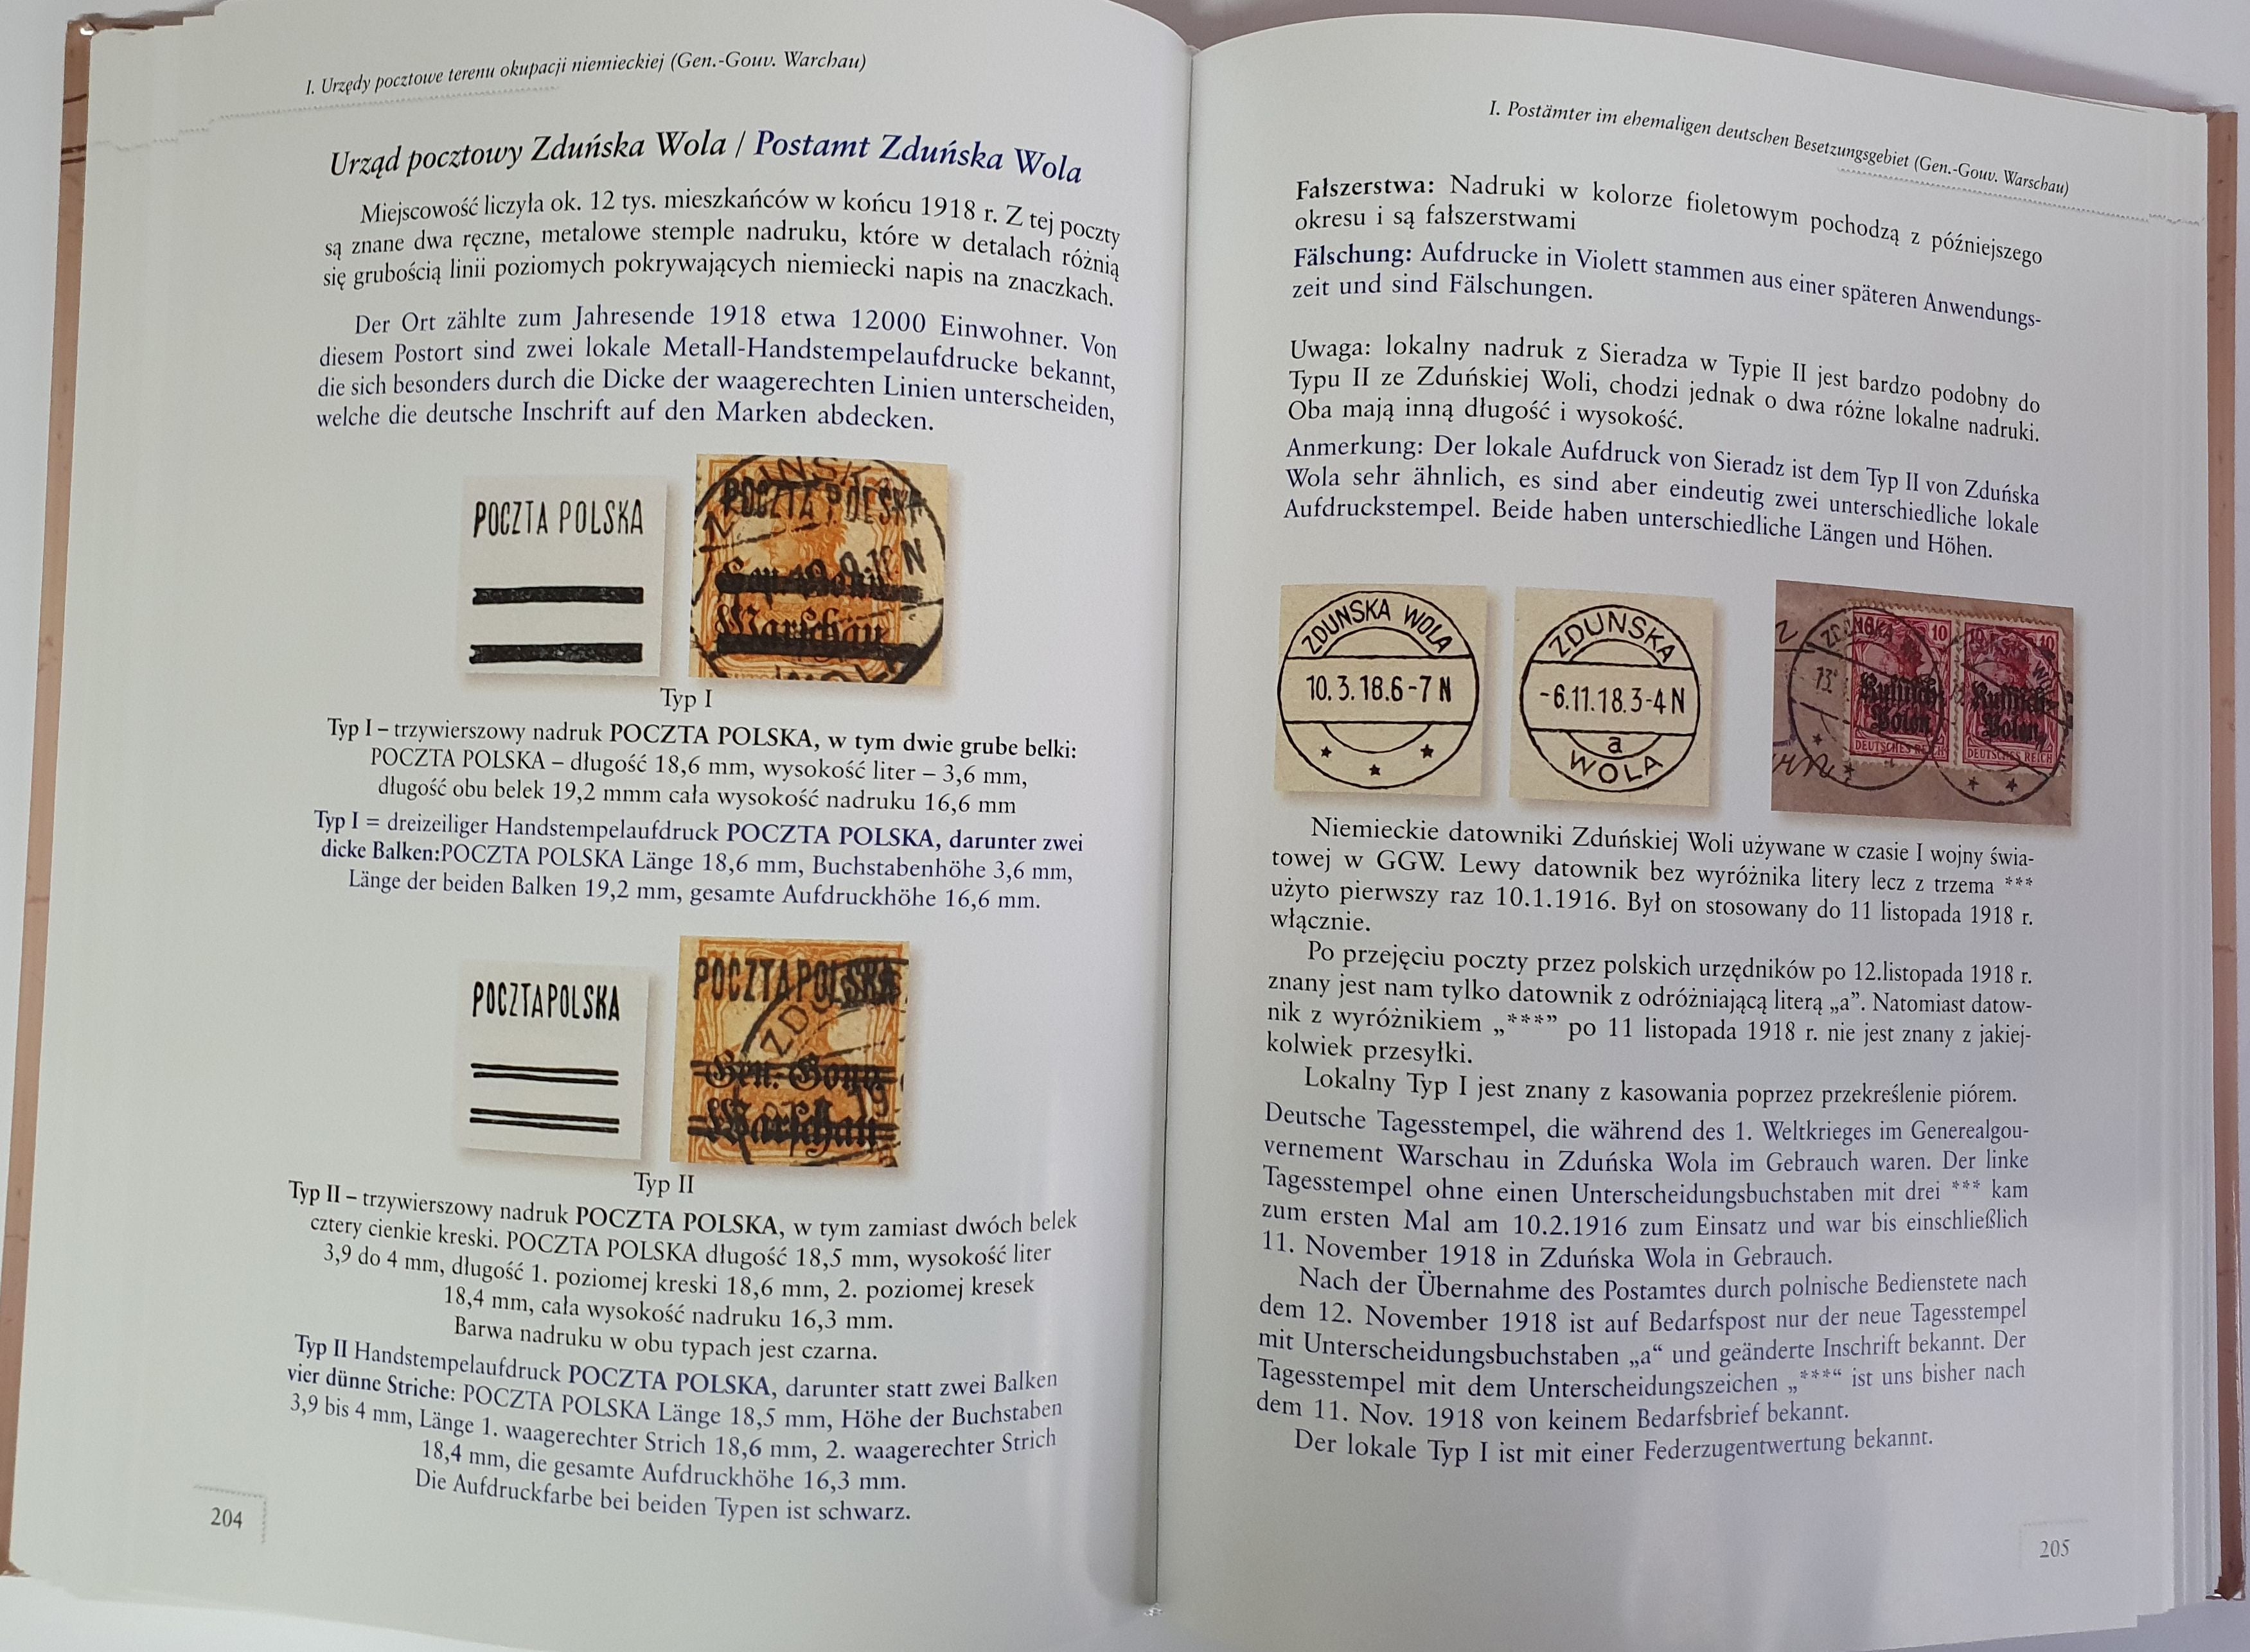 I. Urzędy pocztowe terenu okupacji niemieckiej (Gen.-Gouv. Warchau)
Urząd pocztowy Zduńska Wola / Postamt Zduńska Wola
Miejscowość liczyła ok. 12 tys. mieszkańców w końcu 1918 r. Z tej poczty
są znane dwa ręczne, metalowe stemple nadruku, które w detalach różnią
się grubością linii poziomych pokrywających niemiecki napis na znaczkach.
Der Ort zählte zum Jahresende 1918 etwa 12000 Einwohner. Von
diesem Postort sind zwei lokale Metall-Handstempelaufdrucke bekannt,
die sich besonders durch die Dicke der waagerechten Linien unterscheiden,
welche die deutsche Inschrift auf den Marken abdecken.
POCZTA POLSKA
POCZTA POLSKA
Warschau
Typ I
Typ I – trzywierszowy nadruk POCZTA POLSKA, w tym dwie grube belki:
POCZTA POLSKA – długość 18,6 mm, wysokość liter – 3,6 mm,
długość obu belek 19,2 mmm cała wysokość nadruku 16,6 mm
Typ I = dreizeiliger Handstempelaufdruck POCZTA POLSKA, darunter zwei
dicke Balken:POCZTA POLSKA Länge 18,6 mm, Buchstabenhöhe 3,6 mm,
Länge der beiden Balken 19,2 mm, gesamte Aufdruckhöhe 16,6 mm.
POCZTA POLSKA
POCZTA POLSKA
Gen.-Gouv.
Warschau
Typ II
Typ II – trzywierszowy nadruk POCZTA POLSKA, w tym zamiast dwóch belek
cztery cienkie kreski. POCZTA POLSKA długość 18,5 mm, wysokość liter
3,9 do 4 mm, długość 1. poziomej kreski 18,6 mm, 2. poziomej kresek
18,4 mm, cała wysokość nadruku 16,3 mm.
Barwa nadruku w obu typach jest czarna.
Typ II Handstempelaufdruck POCZTA POLSKA, darunter statt zwei Balken
vier dünne Striche: POCZTA POLSKA Länge 18,5 mm, Höhe der Buchstaben
3,9 bis 4 mm, Länge 1. waagerechter Strich 18,6 mm, 2. waagerechter Strich
18,4 mm, die gesamte Aufdruckhöhe 16,3 mm.
Die Aufdruckfarbe bei beiden Typen ist schwarz.
204
I. Postämter im ehemaligen deutschen Besetzungsgebiet (Gen.-Gouv. Warschau)
Fałszerstwa: Nadruki w kolorze fioletowym pochodzą z późniejszego
okresu i są fałszerstwami
Fälschung: Aufdrucke in Violett stammen aus einer späteren Anwendungs-
zeit und sind Fälschungen.
Uwaga: lokalny nadruk z Sieradza w Typie II jest bardzo podobny do
Typu II ze Zduńskiej Woli, chodzi jednak o dwa różne lokalne nadruki.
Oba mają inną długość i wysokość.
Anmerkung: Der lokale Aufdruck von Sieradz ist dem Typ II von Zduńska
Wola sehr ähnlich, es sind aber eindeutig zwei unterschiedliche lokale
Aufdruckstempel. Beide haben unterschiedliche Längen und Höhen.
ZDUNSKA WOLA
10. 3. 18. 6 - 7 N
* * *
ZDUNSKA
-6.11.18. 3-4 N
a
WOLA
10 10 10
Russisch-
Polen
Russisch-
Polen
DEUTSCHES REICH DEUTSCHES REICH
Niemieckie datowniki Zduńskiej Woli używane w czasie I wojny świa-
towej w GGW. Lewy datownik bez wyróżnika litery lecz z trzema ***
użyto pierwszy raz 10.1.1916. Był on stosowany do 11 listopada 1918 r.
włącznie.
Po przejęciu poczty przez polskich urzędników po 12.listopada 1918 r.
znany jest nam tylko datownik z odróżniającą literą „a”. Natomiast datow-
nik z wyróżnikiem „***” po 11 listopada 1918 r. nie jest znany z jakiej-
kolwiek przesyłki.
Lokalny Typ I jest znany z kasowania poprzez przekreślenie piórem.
Deutsche Tagesstempel, die während des 1. Weltkrieges im Generealgou-
vernement Warschau in Zduńska Wola im Gebrauch waren. Der linke
Tagesstempel ohne einen Unterscheidungsbuchstaben mit drei *** kam
zum ersten Mal am 10.2.1916 zum Einsatz und war bis einschließlich
11. November 1918 in Zduńska Wola in Gebrauch.
Nach der Übernahme des Postamtes durch polnische Bedienstete nach
dem 12. November 1918 ist auf Bedarfspost nur der neue Tagesstempel
mit Unterscheidungsbuchstaben „a“ und geänderte Inschrift bekannt. Der
Tagesstempel mit dem Unterscheidungszeichen „***“ ist uns bisher nach
dem 11. Nov. 1918 von keinem Bedarfsbrief bekannt.
Der lokale Typ I ist mit einer Federzugentwertung bekannt.
205